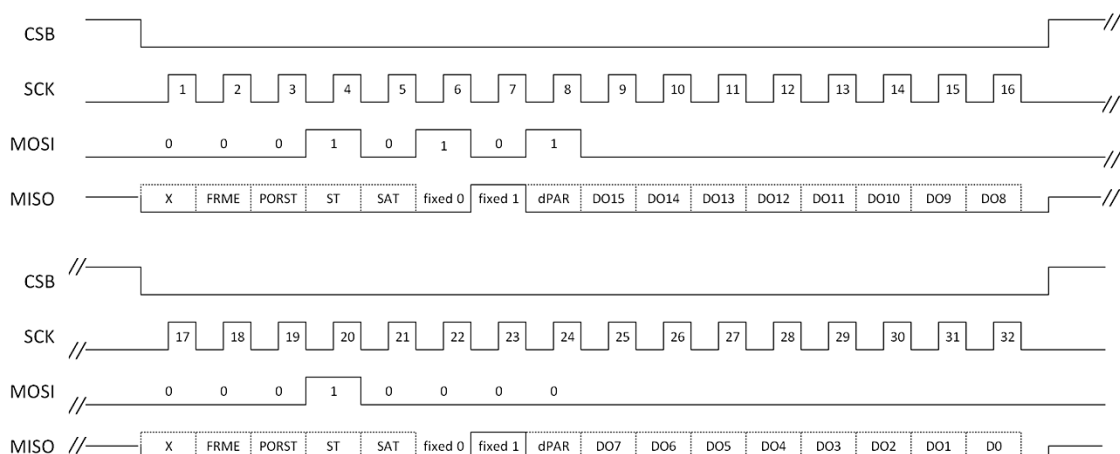 CSB //
SCK 1 2 3 4 5 6 7 8 9 10 11 12 13 14 15 16 //
MOSI 0 0 0 1 0 1 0 1 //
MISO X FRME PORST ST SAT fixed 0 fixed 1 dPAR DO15 DO14 DO13 DO12 DO11 DO10 DO9 DO8 //
CSB //
SCK // 17 18 19 20 21 22 23 24 25 26 27 28 29 30 31 32
MOSI // 0 0 0 1 0 0 0 0
MISO // X FRME PORST ST SAT fixed 0 fixed 1 dPAR DO7 DO6 DO5 DO4 DO3 DO2 DO1 D0